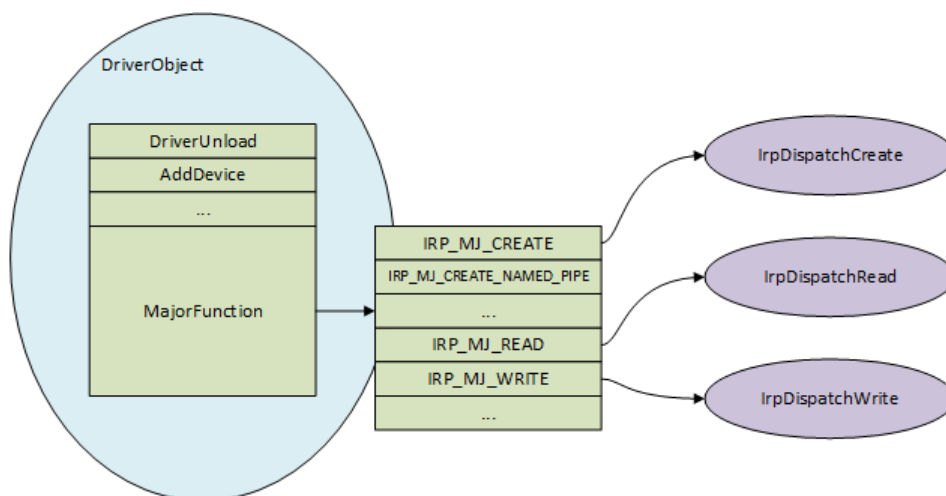 DriverObject
DriverUnload
AddDevice
...
MajorFunction
IRP_MJ_CREATE
IRP_MJ_CREATE_NAMED_PIPE
...
IRP_MJ_READ
IRP_MJ_WRITE
...
IrpDispatchCreate
IrpDispatchRead
IrpDispatchWrite